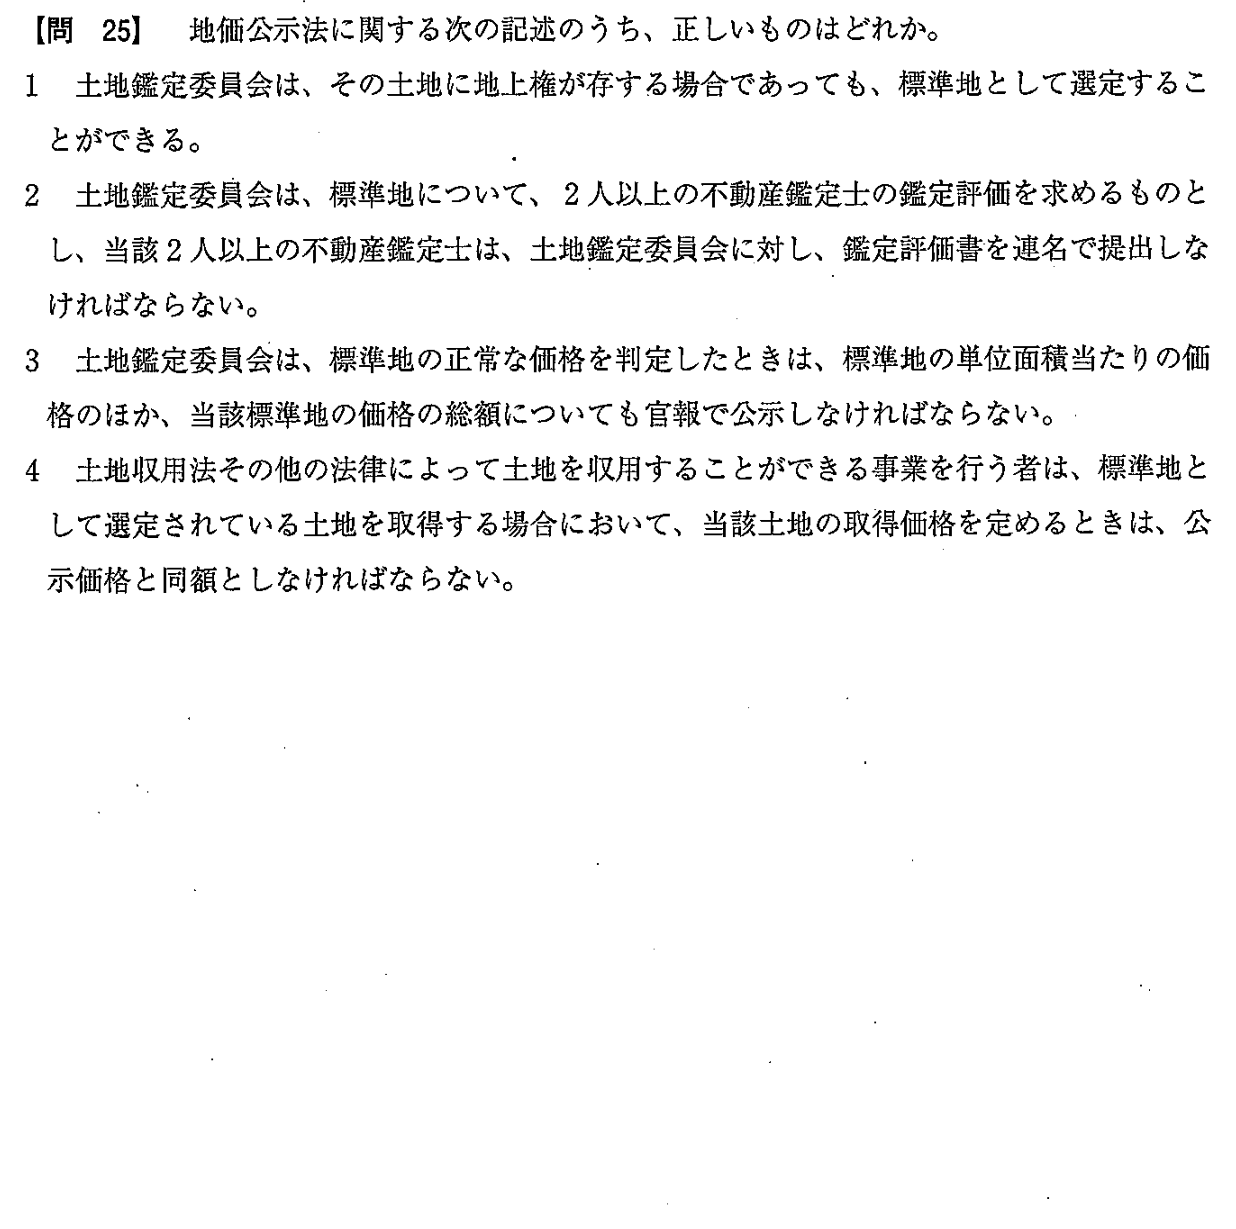 【問　25】　地価公示法に関する次の記述のうち、正しいものはどれか。
1　土地鑑定委員会は、その土地に地上権が存する場合であっても、標準地として選定するこ
とができる。
2　土地鑑定委員会は、標準地について、2人以上の不動産鑑定士の鑑定評価を求めるものと
し、当該2人以上の不動産鑑定士は、土地鑑定委員会に対し、鑑定評価書を連名で提出しな
ければならない。
3　土地鑑定委員会は、標準地の正常な価格を判定したときは、標準地の単位面積当たりの価
格のほか、当該標準地の価格の総額についても官報で公示しなければならない。
4　土地収用法その他の法律によって土地を収用することができる事業を行う者は、標準地と
して選定されている土地を取得する場合において、当該土地の取得価格を定めるときは、公
示価格と同額としなければならない。